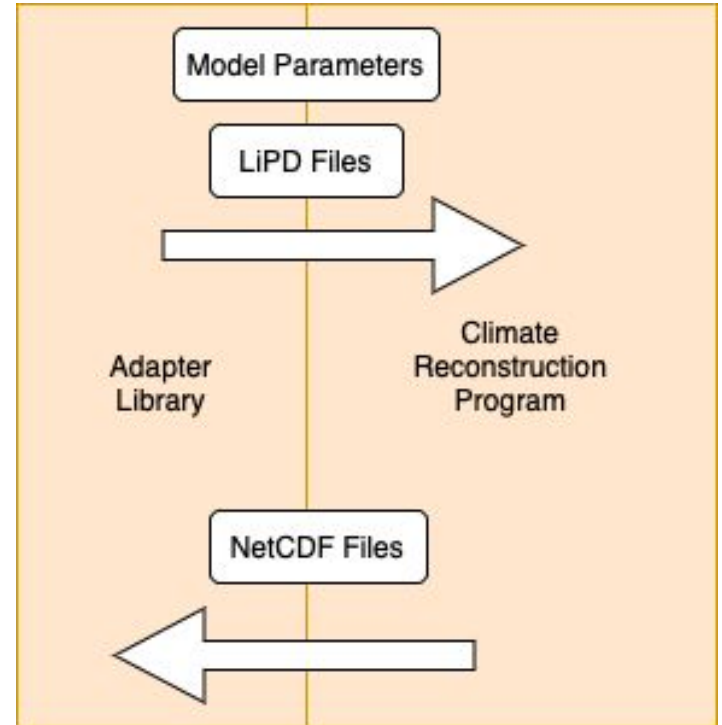 Model Parameters
LiPD Files
Adapter
Library
Climate
Reconstruction
Program
NetCDF Files